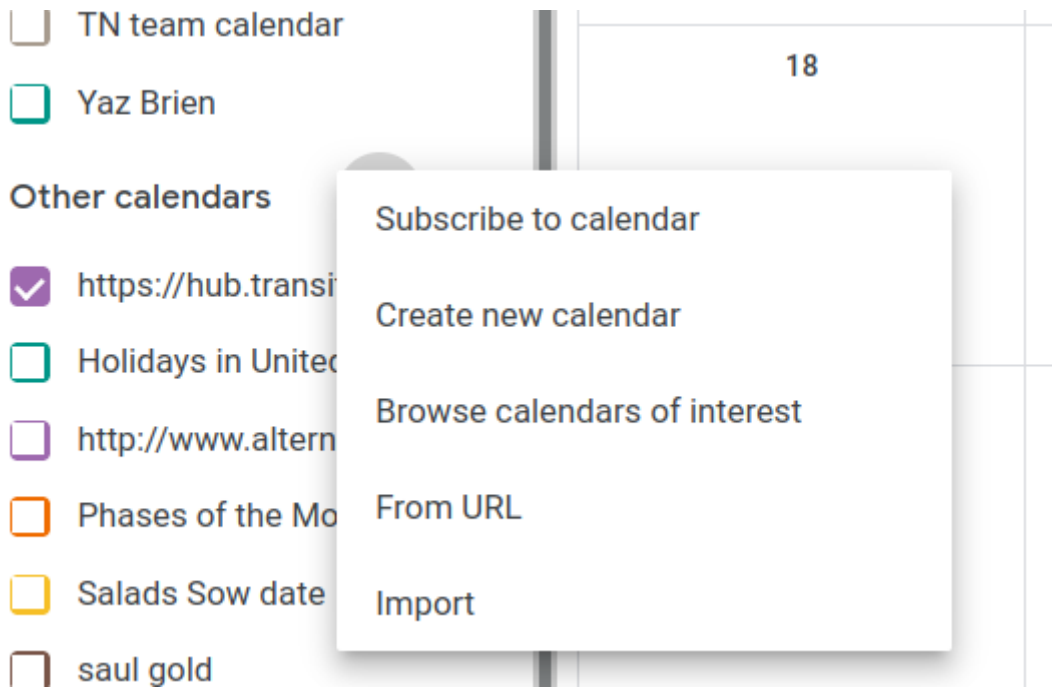 TN team calendar
Yaz Brien
Other calendars
https://hub.transi
Holidays in United
http://www.altern
Phases of the Mo
Salads Sow date
saul gold
18
Subscribe to calendar
Create new calendar
Browse calendars of interest
From URL
Import